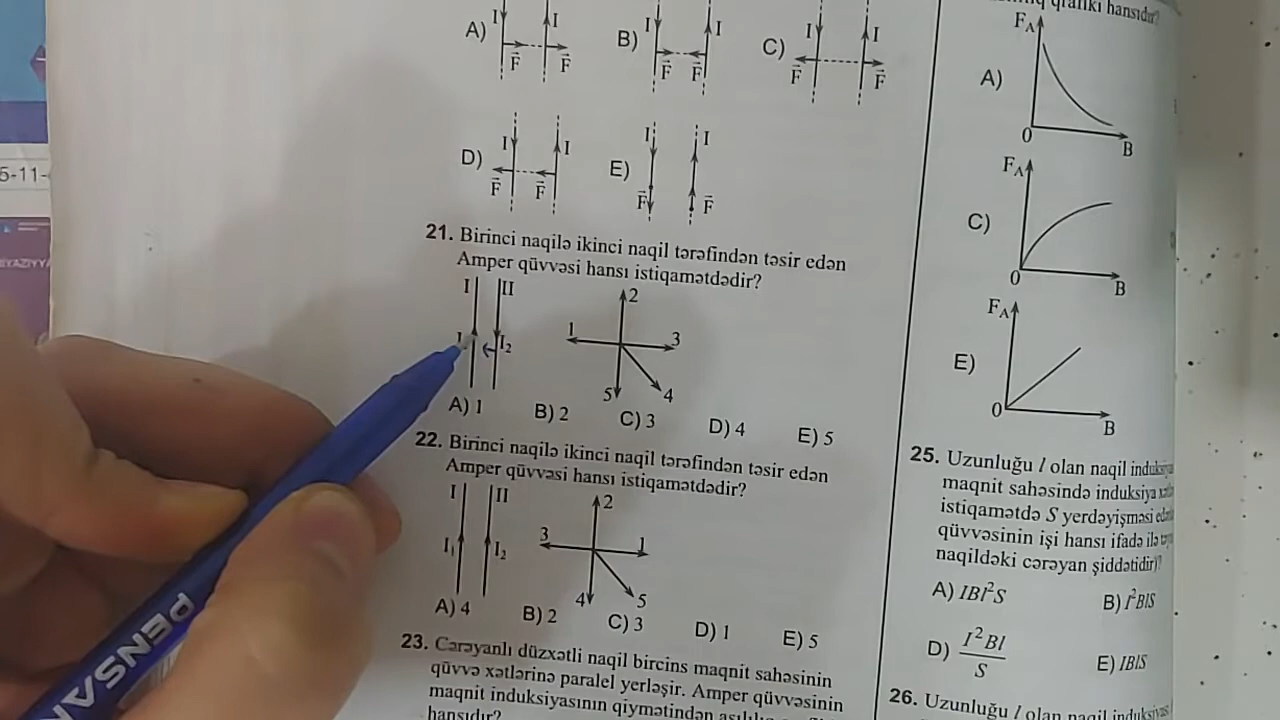 A) I I F F
B) I I F F
C) I I F F
D) I I F F
E) I I F F
21. Birinci naqilə ikinci naqil tərəfindən təsir edən
Amper qüvvəsi hansı istiqamətdədir?
I II I₂
1 2 3 4 5
A) 1 B) 2 C) 3 D) 4 E) 5
22. Birinci naqilə ikinci naqil tərəfindən təsir edən
Amper qüvvəsi hansı istiqamətdədir?
I II I₁ I₂
3 2 1 4 5
A) 4 B) 2 C) 3 D) 1 E) 5
23. Cərəyanlı düzxətli naqil bircins maqnit sahəsinin
qüvvə xətlərinə paralel yerləşir. Amper qüvvəsinin
maqnit induksiyasının qiymətindən
hansıdır?
qrafiki hansıdır?
A) F_A 0 B
C) F_A 0 B
E) F_A 0 B
25. Uzunluğu l olan naqil
maqnit sahəsində induksiya
istiqamətdə S yerdəyişməsi
qüvvəsinin işi hansı ifadə ilə
naqildəki cərəyan şiddətidir)?
A) IBl²S B) I²BlS
D) I²Bl/S E) IBlS
26. Uzunluğu l olan naqil
5-11-
PENSAN